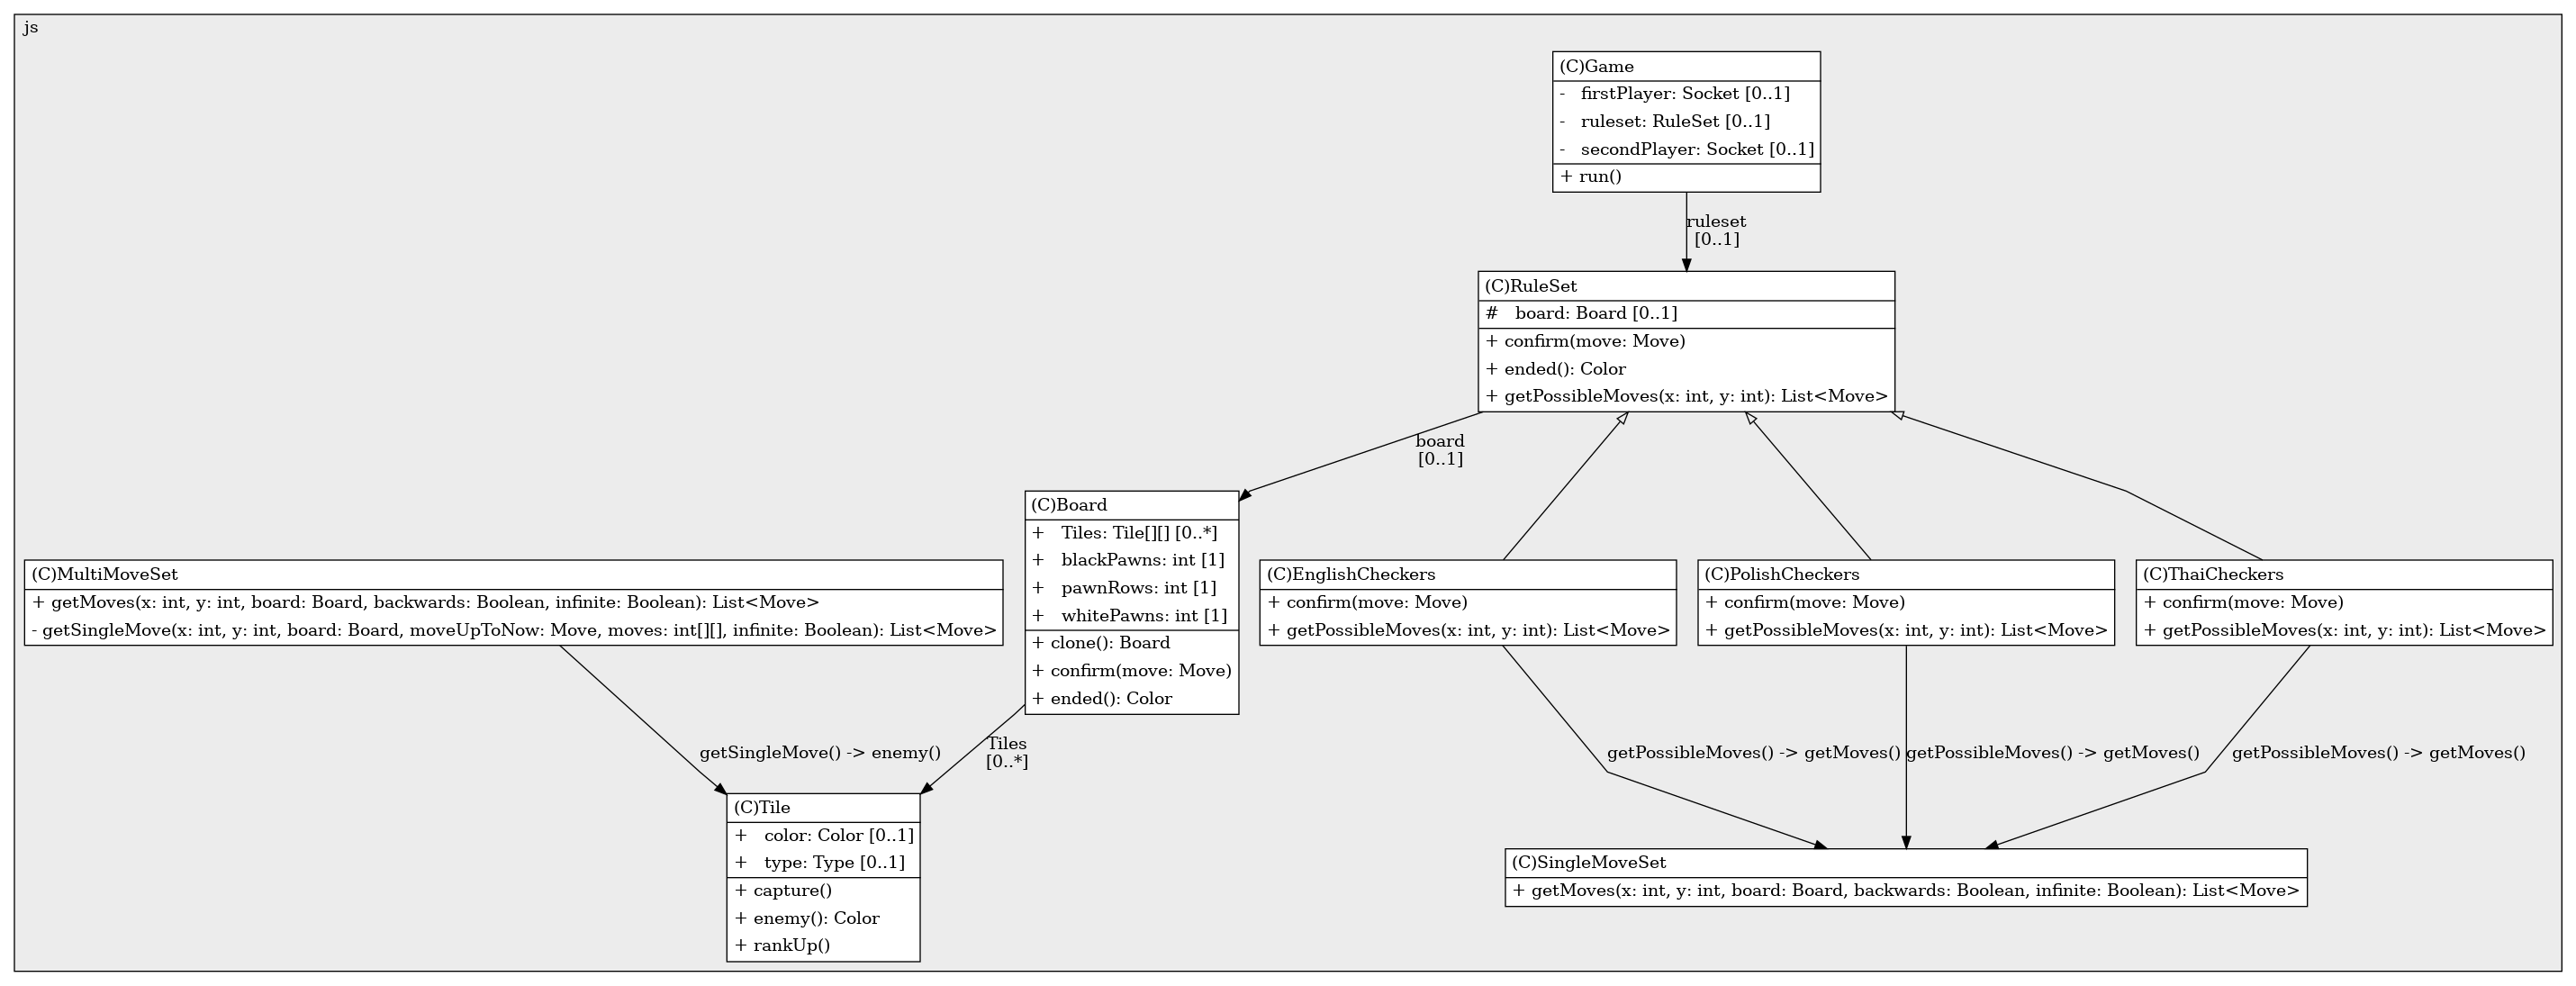 js
(C)Game
-   firstPlayer: Socket [0..1]
-   ruleset: RuleSet [0..1]
-   secondPlayer: Socket [0..1]
+ run()
ruleset
[0..1]
(C)RuleSet
#   board: Board [0..1]
+ confirm(move: Move)
+ ended(): Color
+ getPossibleMoves(x: int, y: int): List<Move>
board
[0..1]
(C)MultiMoveSet
+ getMoves(x: int, y: int, board: Board, backwards: Boolean, infinite: Boolean): List<Move>
- getSingleMove(x: int, y: int, board: Board, moveUpToNow: Move, moves: int[][], infinite: Boolean): List<Move>
(C)Board
+   Tiles: Tile[][] [0..*]
+   blackPawns: int [1]
+   pawnRows: int [1]
+   whitePawns: int [1]
+ clone(): Board
+ confirm(move: Move)
+ ended(): Color
(C)EnglishCheckers
+ confirm(move: Move)
+ getPossibleMoves(x: int, y: int): List<Move>
(C)PolishCheckers
+ confirm(move: Move)
+ getPossibleMoves(x: int, y: int): List<Move>
(C)ThaiCheckers
+ confirm(move: Move)
+ getPossibleMoves(x: int, y: int): List<Move>
getSingleMove() -> enemy()
Tiles
[0..*]
getPossibleMoves() -> getMoves()
getPossibleMoves() -> getMoves()
getPossibleMoves() -> getMoves()
(C)Tile
+   color: Color [0..1]
+   type: Type [0..1]
+ capture()
+ enemy(): Color
+ rankUp()
(C)SingleMoveSet
+ getMoves(x: int, y: int, board: Board, backwards: Boolean, infinite: Boolean): List<Move>